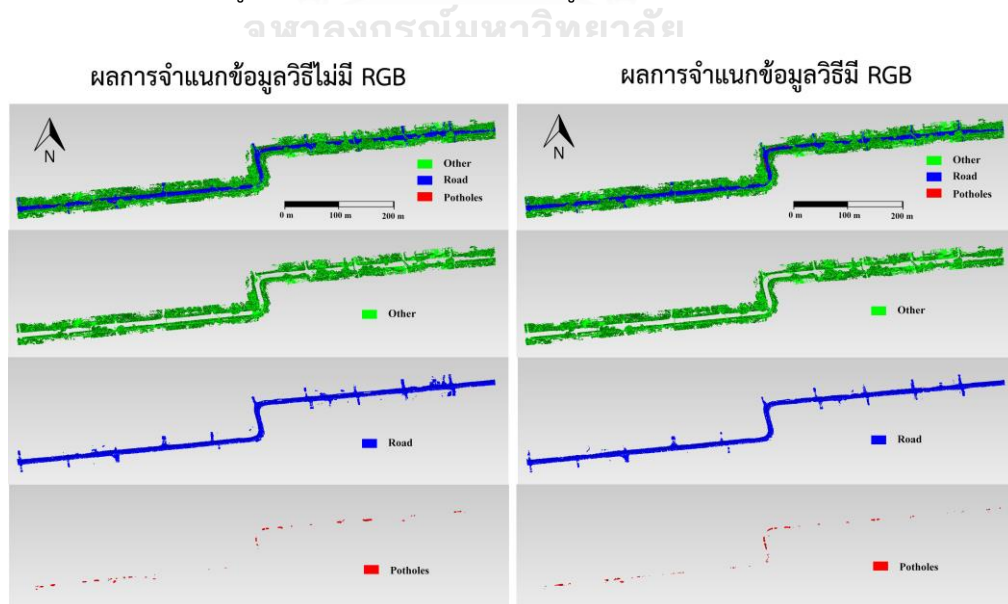 จุฬาลงกรณ์มหาวิทยาลัย
ผลการจำแนกข้อมูลวิธีไม่มี RGB
ผลการจำแนกข้อมูลวิธีมี RGB
N
Other
Road
Potholes
0 m 100 m 200 m
Other
Road
Potholes
N
Other
Road
Potholes
0 m 100 m 200 m
Other
Road
Potholes